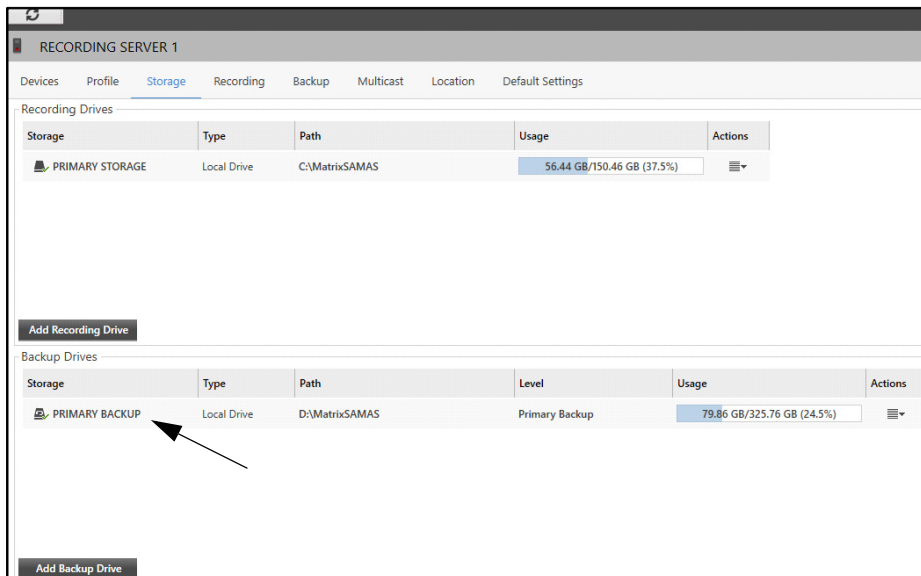 RECORDING SERVER 1
Devices Profile Storage Recording Backup Multicast Location Default Settings
Recording Drives
Storage Type Path Usage Actions
PRIMARY STORAGE Local Drive C:\MatrixSAMAS 56.44 GB/150.46 GB (37.5%)
Add Recording Drive
Backup Drives
Storage Type Path Level Usage Actions
PRIMARY BACKUP Local Drive D:\MatrixSAMAS Primary Backup 79.86 GB/325.76 GB (24.5%)
Add Backup Drive